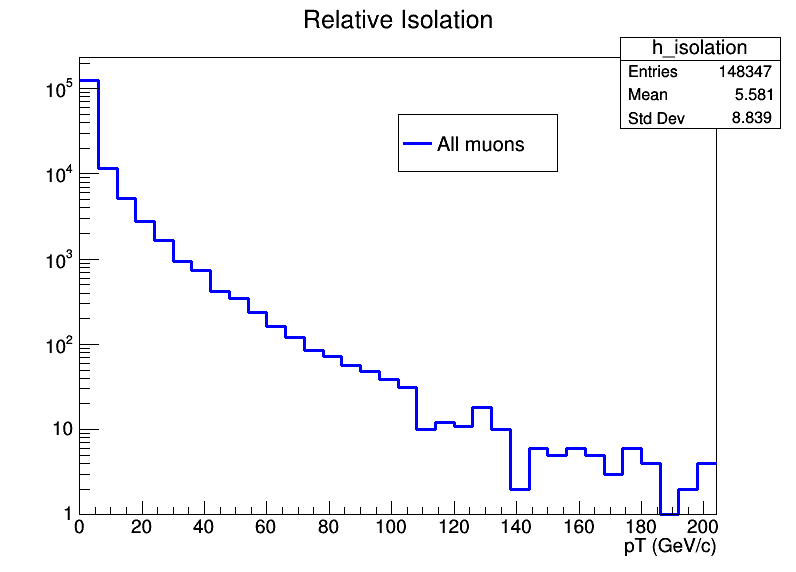 Relative Isolation
h_isolation
Entries 148347
Mean 5.581
Std Dev 8.839
All muons
10^5
10^4
10^3
10^2
10
1
0 20 40 60 80 100 120 140 160 180 200
pT (GeV/c)